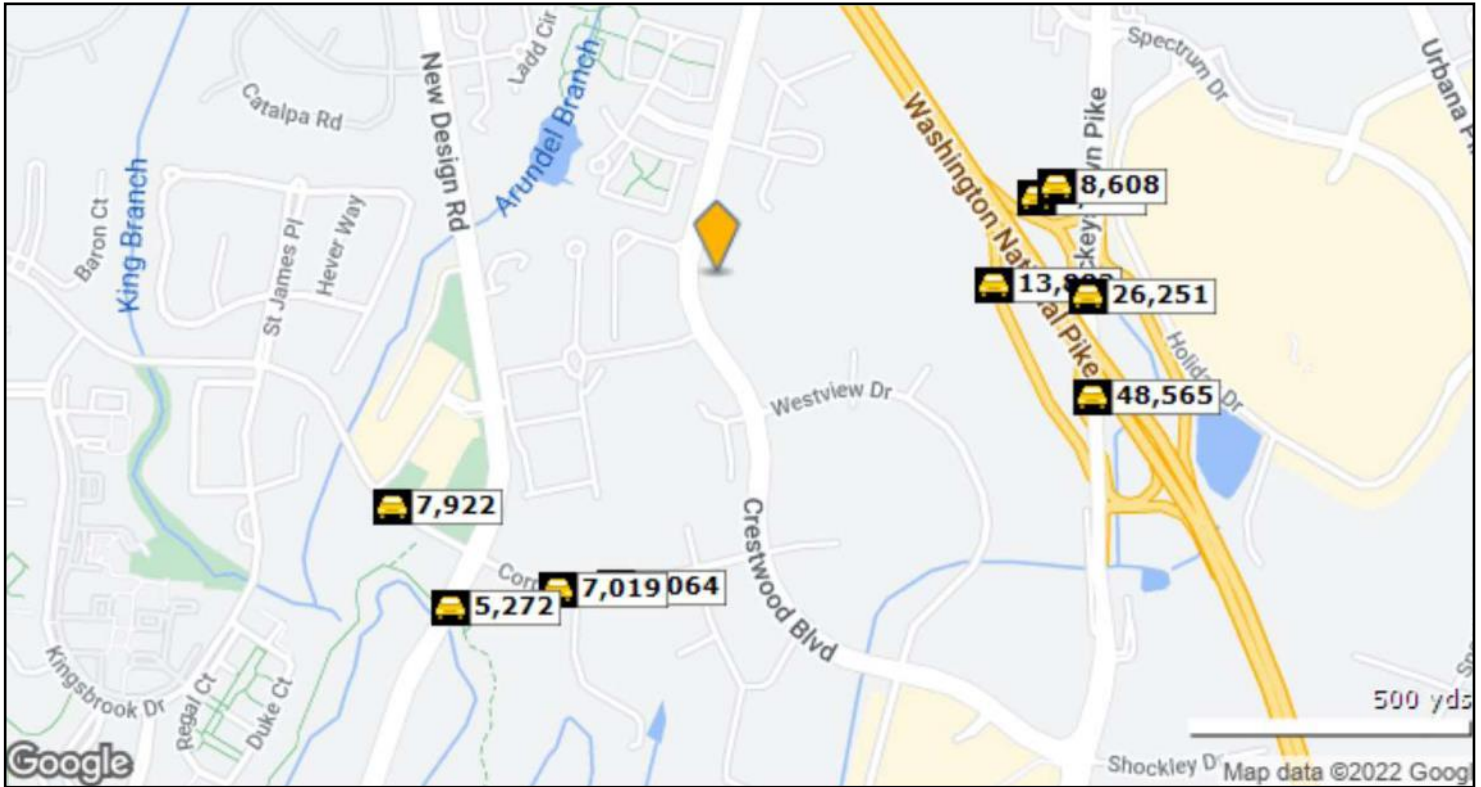 Spectrum Dr
Urbana
Ladd Cir
New Design Rd
Catalpa Rd
Arundel Branch
Washington National Pike
8,608
King Branch
Baron Ct
St James Pl
Hever Way
13,
26,251
Holiday Dr
48,565
Westview Dr
7,922
Crestwood Blvd
7,019
064
5,272
Kingsbrook Dr
Regal Ct
Duke Ct
500 yds
Google
Shockley Dr
Map data ©2022 Googl